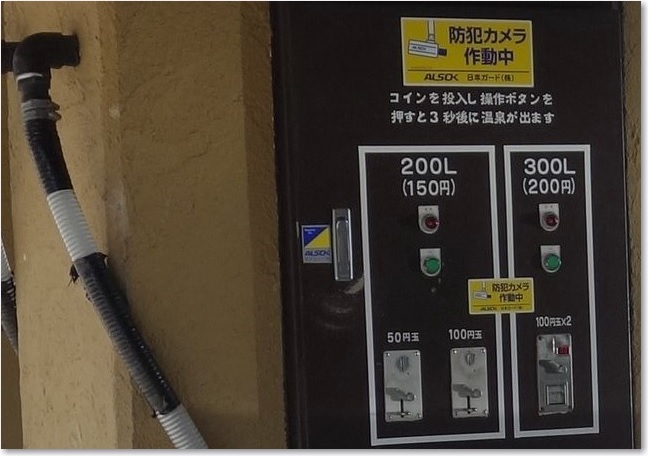 防犯カメラ
作動中
ALSOK 日本ガード(株)
コインを投入し操作ボタンを
押すと3秒後に温泉が出ます
200L
(150円)
300L
(200円)
ALSOK
防犯カメラ
作動中
ALSOK
50円玉
100円玉
100円玉X2